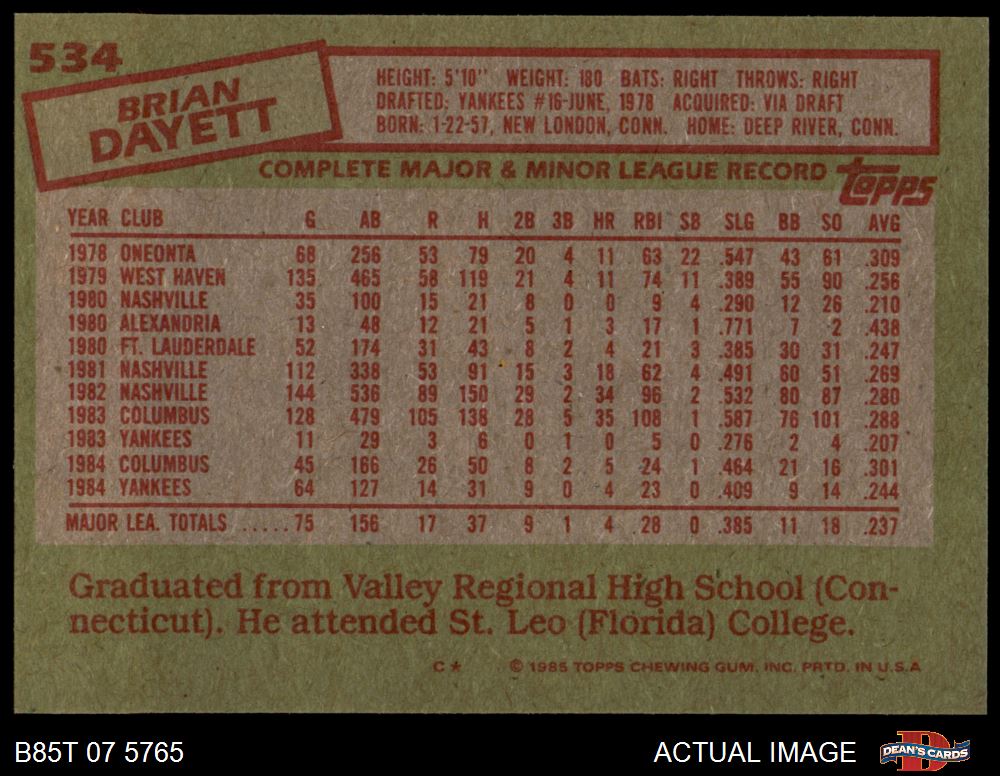 534
BRIAN
DAYETT
HEIGHT: 5'10" WEIGHT: 180 BATS: RIGHT THROWS: RIGHT
DRAFTED: YANKEES #16-JUNE, 1978 ACQUIRED: VIA DRAFT
BORN: 1-22-57, NEW LONDON, CONN. HOME: DEEP RIVER, CONN.
COMPLETE MAJOR & MINOR LEAGUE RECORD topps
YEAR CLUB G AB R H 2B 3B HR RBI SB SLG BB SO AVG
1978 ONEONTA 68 256 53 79 20 4 11 63 22 .547 43 61 .309
1979 WEST HAVEN 135 465 58 119 21 4 11 74 11 .389 55 90 .256
1980 NASHVILLE 35 100 15 21 8 0 0 9 4 .290 12 26 .210
1980 ALEXANDRIA 13 48 12 21 5 1 3 17 1 .771 7 2 .438
1980 FT. LAUDERDALE 52 174 31 43 8 2 4 21 3 .385 30 31 .247
1981 NASHVILLE 112 338 53 91 15 3 18 62 4 .491 60 51 .269
1982 NASHVILLE 144 536 89 150 29 2 34 96 2 .532 80 87 .280
1983 COLUMBUS 128 479 105 138 28 5 35 108 1 .587 76 101 .288
1983 YANKEES 11 29 3 6 0 1 0 5 0 .276 2 4 .207
1984 COLUMBUS 45 166 26 50 8 2 5 24 1 .464 21 16 .301
1984 YANKEES 64 127 14 31 9 0 4 23 0 .409 9 14 .244
MAJOR LEA. TOTALS ......75 156 17 37 9 1 4 28 0 .385 11 18 .237
Graduated from Valley Regional High School (Con-
necticut). He attended St. Leo (Florida) College.
C* © 1985 TOPPS CHEWING GUM, INC. PRTD. IN U.S.A
B85T 07 5765 ACTUAL IMAGE DEAN'S CARDS